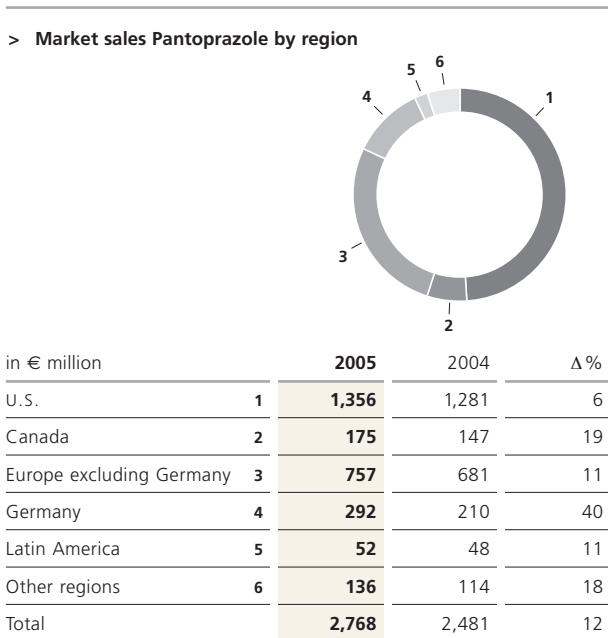 > Market sales Pantoprazole by region
5 6
4 1
3
2
in € million 2005 2004 Δ%
U.S. 1 1,356 1,281 6
Canada 2 175 147 19
Europe excluding Germany 3 757 681 11
Germany 4 292 210 40
Latin America 5 52 48 11
Other regions 6 136 114 18
Total 2,768 2,481 12